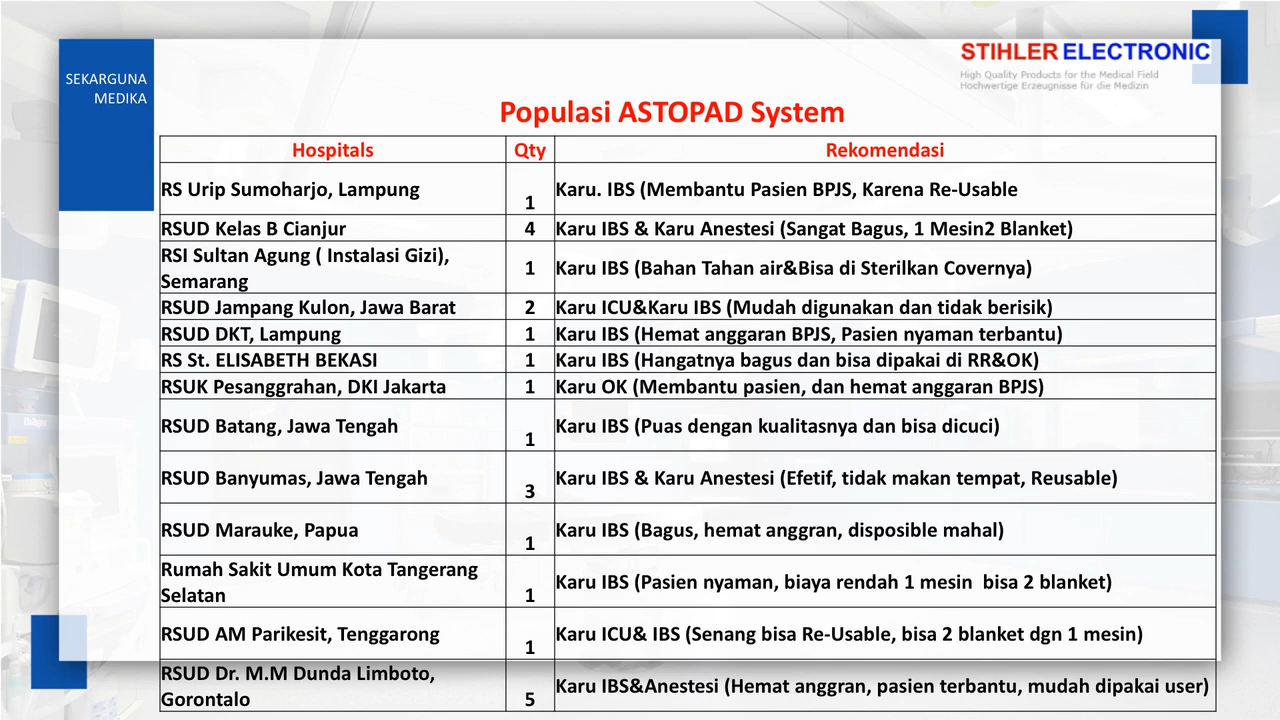 SEKARGUNA
MEDIKA
STIHLER ELECTRONIC
High Quality Products for the Medical Field
Hochwertige Erzeugnisse für die Medizin
Populasi ASTOPAD System
Hospitals Qty Rekomendasi
RS Urip Sumoharjo, Lampung 1 Karu. IBS (Membantu Pasien BPJS, Karena Re-Usable
RSUD Kelas B Cianjur 4 Karu IBS & Karu Anestesi (Sangat Bagus, 1 Mesin2 Blanket)
RSI Sultan Agung ( Instalasi Gizi),
Semarang 1 Karu IBS (Bahan Tahan air&Bisa di Sterilkan Covernya)
RSUD Jampang Kulon, Jawa Barat 2 Karu ICU&Karu IBS (Mudah digunakan dan tidak berisik)
RSUD DKT, Lampung 1 Karu IBS (Hemat anggaran BPJS, Pasien nyaman terbantu)
RS St. ELISABETH BEKASI 1 Karu IBS (Hangatnya bagus dan bisa dipakai di RR&OK)
RSUK Pesanggrahan, DKI Jakarta 1 Karu OK (Membantu pasien, dan hemat anggaran BPJS)
RSUD Batang, Jawa Tengah 1 Karu IBS (Puas dengan kualitasnya dan bisa dicuci)
RSUD Banyumas, Jawa Tengah 3 Karu IBS & Karu Anestesi (Efetif, tidak makan tempat, Reusable)
RSUD Marauke, Papua 1 Karu IBS (Bagus, hemat anggran, disposible mahal)
Rumah Sakit Umum Kota Tangerang
Selatan 1 Karu IBS (Pasien nyaman, biaya rendah 1 mesin bisa 2 blanket)
RSUD AM Parikesit, Tenggarong 1 Karu ICU& IBS (Senang bisa Re-Usable, bisa 2 blanket dgn 1 mesin)
RSUD Dr. M.M Dunda Limboto,
Gorontalo 5 Karu IBS&Anestesi (Hemat anggran, pasien terbantu, mudah dipakai user)